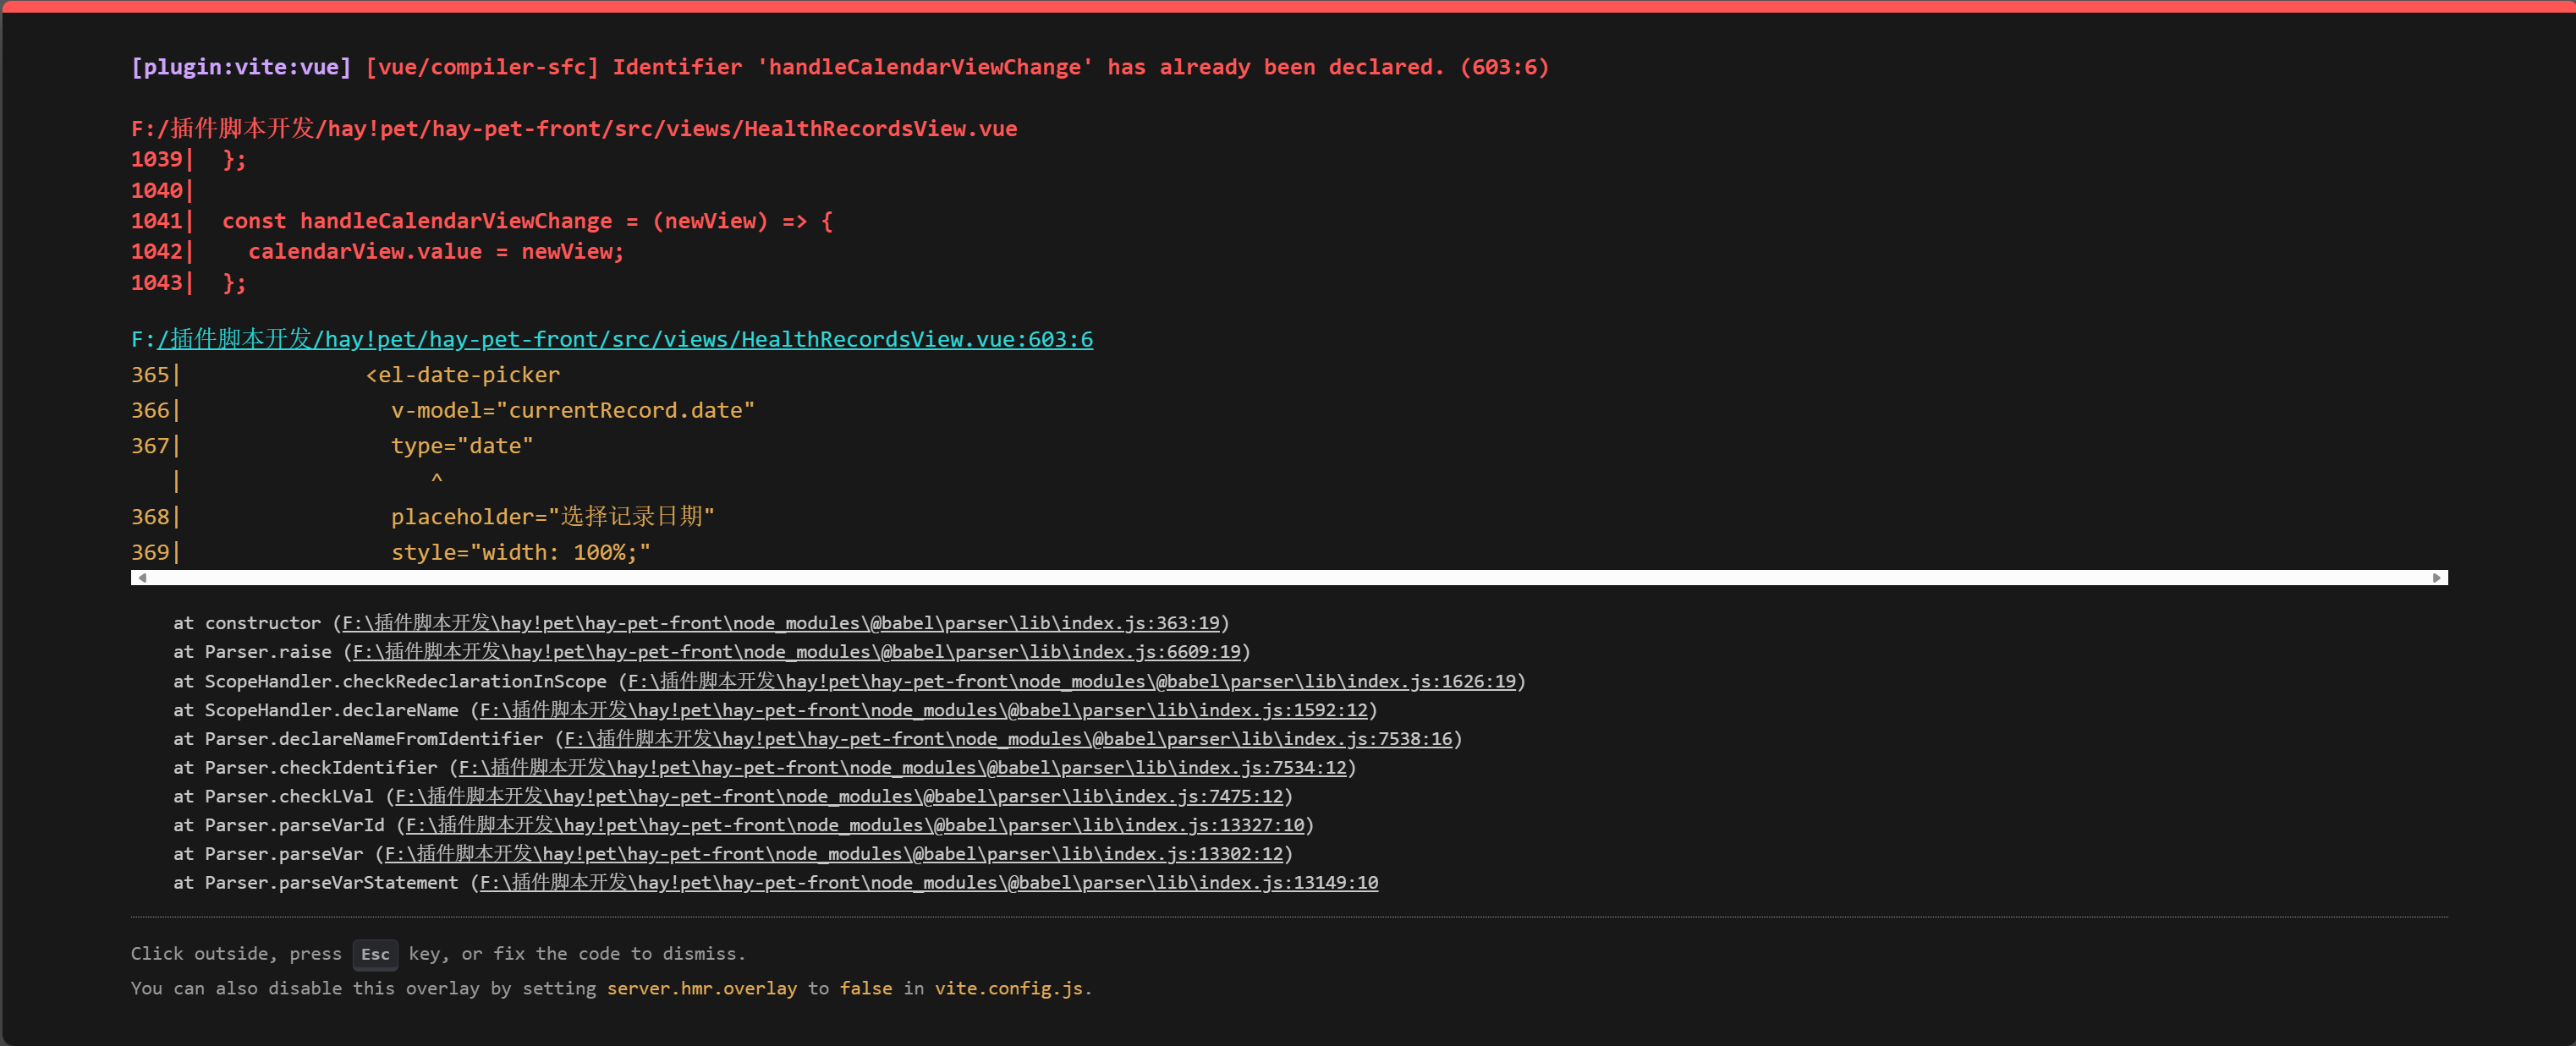 [plugin:vite:vue] [vue/compiler-sfc] Identifier 'handleCalendarViewChange' has already been declared. (603:6)
F:/插件脚本开发/hay!pet/hay-pet-front/src/views/HealthRecordsView.vue
1039|  };
1040|
1041|  const handleCalendarViewChange = (newView) => {
1042|    calendarView.value = newView;
1043|  };
F:/插件脚本开发/hay!pet/hay-pet-front/src/views/HealthRecordsView.vue:603:6
365|              <el-date-picker
366|                v-model="currentRecord.date"
367|                type="date"
   |                   ^
368|                placeholder="选择记录日期"
369|                style="width: 100%;"
at constructor (F:\插件脚本开发\hay!pet\hay-pet-front\node_modules\@babel\parser\lib\index.js:363:19)
at Parser.raise (F:\插件脚本开发\hay!pet\hay-pet-front\node_modules\@babel\parser\lib\index.js:6609:19)
at ScopeHandler.checkRedeclarationInScope (F:\插件脚本开发\hay!pet\hay-pet-front\node_modules\@babel\parser\lib\index.js:1626:19)
at ScopeHandler.declareName (F:\插件脚本开发\hay!pet\hay-pet-front\node_modules\@babel\parser\lib\index.js:1592:12)
at Parser.declareNameFromIdentifier (F:\插件脚本开发\hay!pet\hay-pet-front\node_modules\@babel\parser\lib\index.js:7538:16)
at Parser.checkIdentifier (F:\插件脚本开发\hay!pet\hay-pet-front\node_modules\@babel\parser\lib\index.js:7534:12)
at Parser.checkLVal (F:\插件脚本开发\hay!pet\hay-pet-front\node_modules\@babel\parser\lib\index.js:7475:12)
at Parser.parseVarId (F:\插件脚本开发\hay!pet\hay-pet-front\node_modules\@babel\parser\lib\index.js:13327:10)
at Parser.parseVar (F:\插件脚本开发\hay!pet\hay-pet-front\node_modules\@babel\parser\lib\index.js:13302:12)
at Parser.parseVarStatement (F:\插件脚本开发\hay!pet\hay-pet-front\node_modules\@babel\parser\lib\index.js:13149:10
Click outside, press Esc key, or fix the code to dismiss.
You can also disable this overlay by setting server.hmr.overlay to false in vite.config.js.